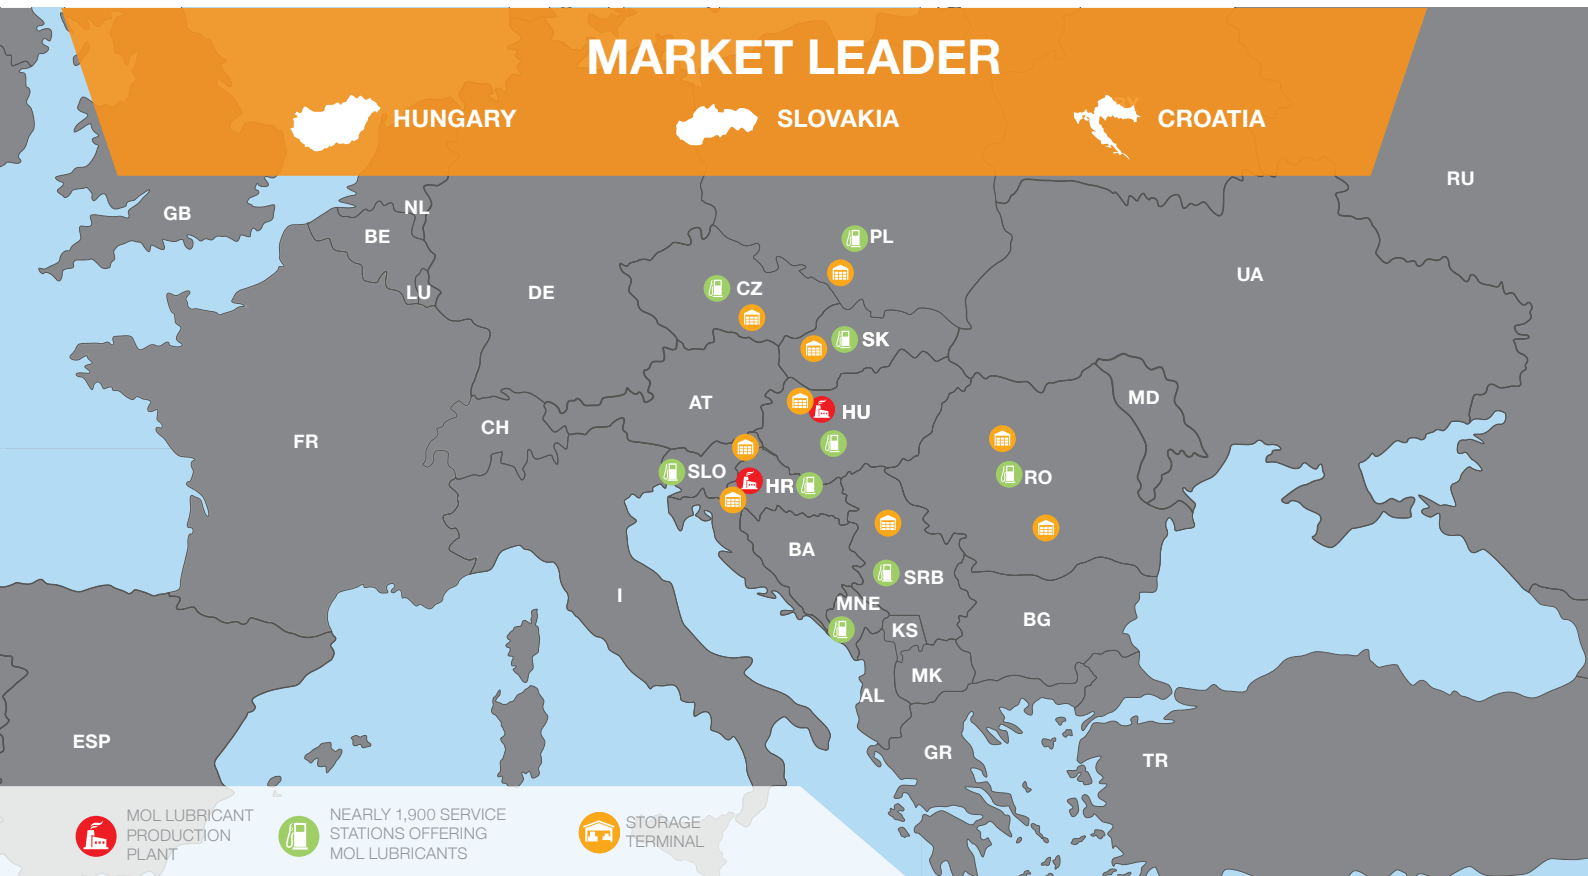 MARKET LEADER
HUNGARY
SLOVAKIA
CROATIA
RU
GB
NL
BE
PL
UA
LU
DE
CZ
SK
MD
AT
HU
CH
FR
SLO
HR
RO
BA
SRB
I
MNE
BG
KS
MK
AL
ESP
GR
TR
MOL LUBRICANT
PRODUCTION
PLANT
NEARLY 1,900 SERVICE
STATIONS OFFERING
MOL LUBRICANTS
STORAGE
TERMINAL